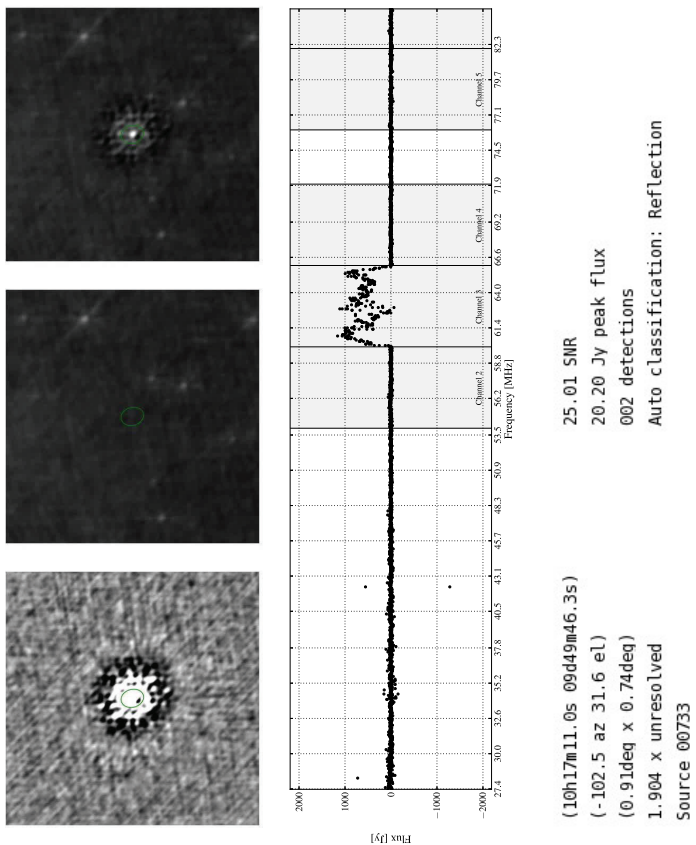 2000
1000
0
−1000
−2000
Flux [Jy]
27.4
30.0
32.6
35.2
37.8
40.5
43.1
45.7
48.3
50.9
53.5
56.2
58.8
61.4
64.0
66.6
69.2
71.9
74.5
77.1
79.7
82.3
Frequency [MHz]
Channel 2
Channel 3
Channel 4
Channel 5
(10h17m11.0s 09d49m46.3s)
(-102.5 az 31.6 el)
(0.91deg x 0.74deg)
1.904 x unresolved
Source 00733
25.01 SNR
20.20 Jy peak flux
002 detections
Auto classification: Reflection